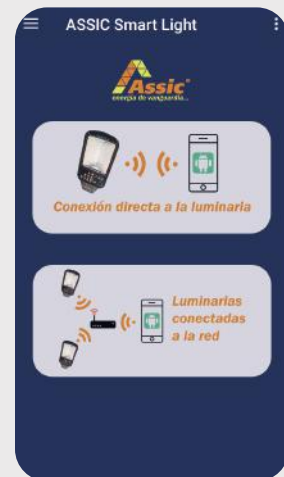 ASSIC Smart Light
Assic®
energía de vanguardia...
Conexión directa a la luminaria
Luminarias
conectadas
a la red